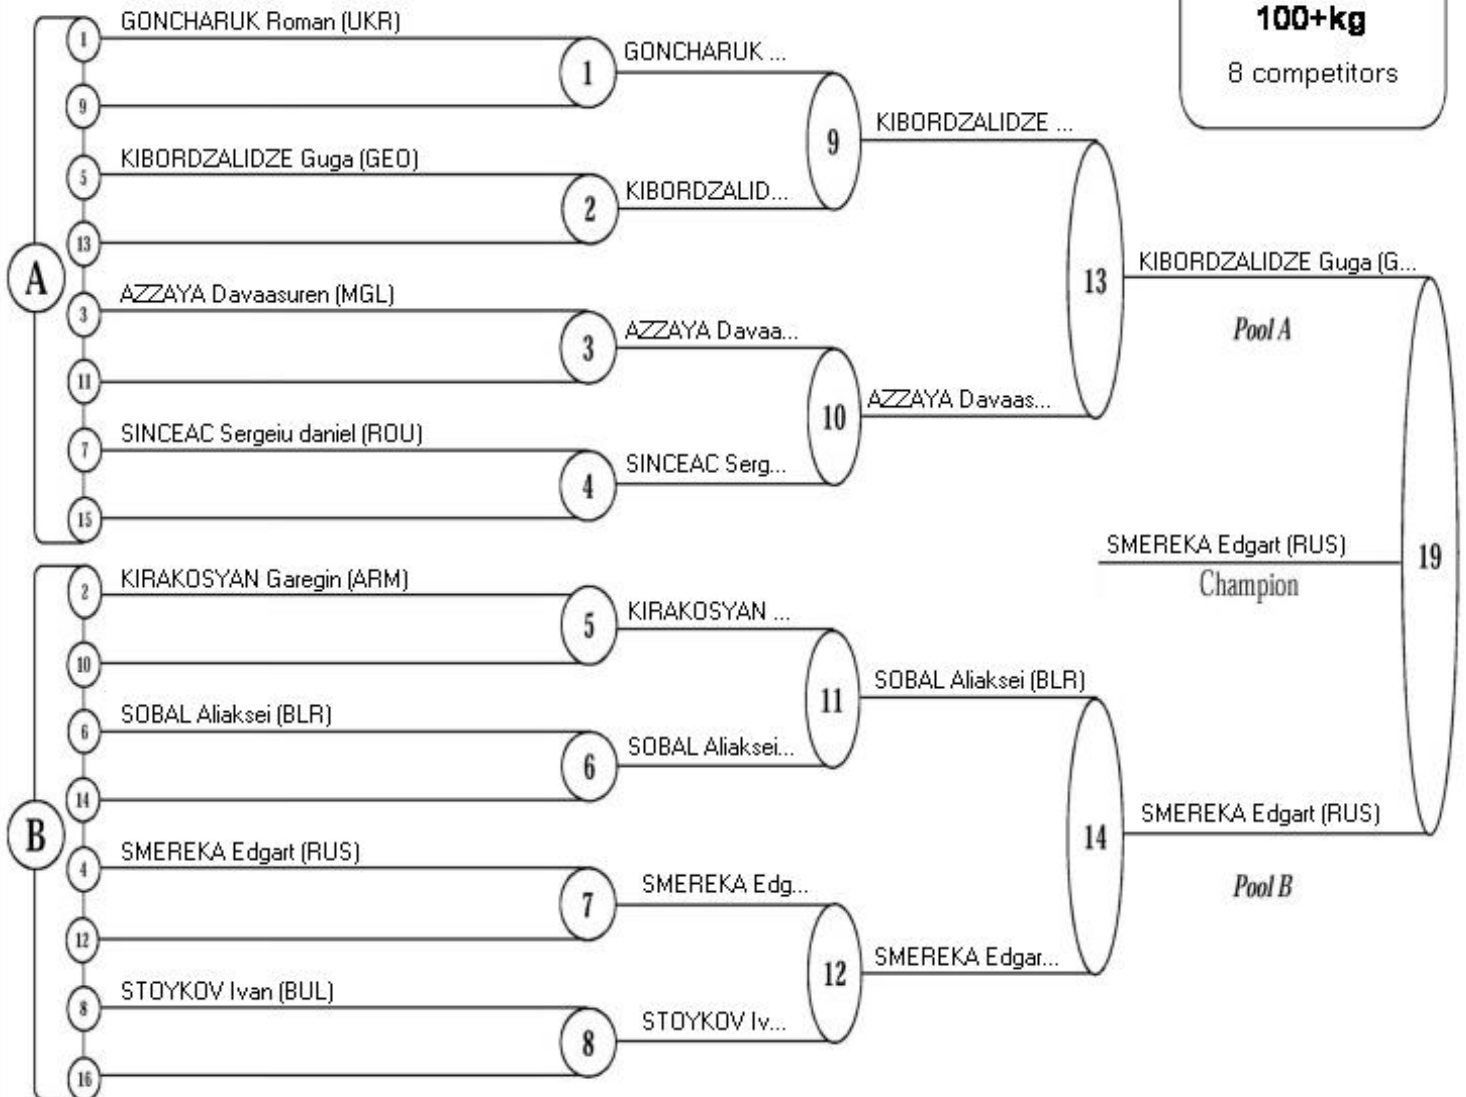 100+kg
8 competitors
A
1
GONCHARUK Roman (UKR)
9
5
KIBORDZALIDZE Guga (GEO)
13
3
AZZAYA Davaasuren (MGL)
11
7
SINCEAC Sergeiu daniel (ROU)
15
B
2
KIRAKOSYAN Garegin (ARM)
10
6
SOBAL Aliaksei (BLR)
14
4
SMEREKA Edgart (RUS)
12
8
STOYKOV Ivan (BUL)
16
1
GONCHARUK ...
2
KIBORDZALID...
3
AZZAYA Davaa...
4
SINCEAC Serg...
5
KIRAKOSYAN ...
6
SOBAL Aliaksei...
7
SMEREKA Edg...
8
STOYKOV Iv...
9
KIBORDZALIDZE ...
10
AZZAYA Davaas...
11
SOBAL Aliaksei (BLR)
12
SMEREKA Edgar...
13
KIBORDZALIDZE Guga (G...
Pool A
14
SMEREKA Edgart (RUS)
Pool B
19
SMEREKA Edgart (RUS)
Champion